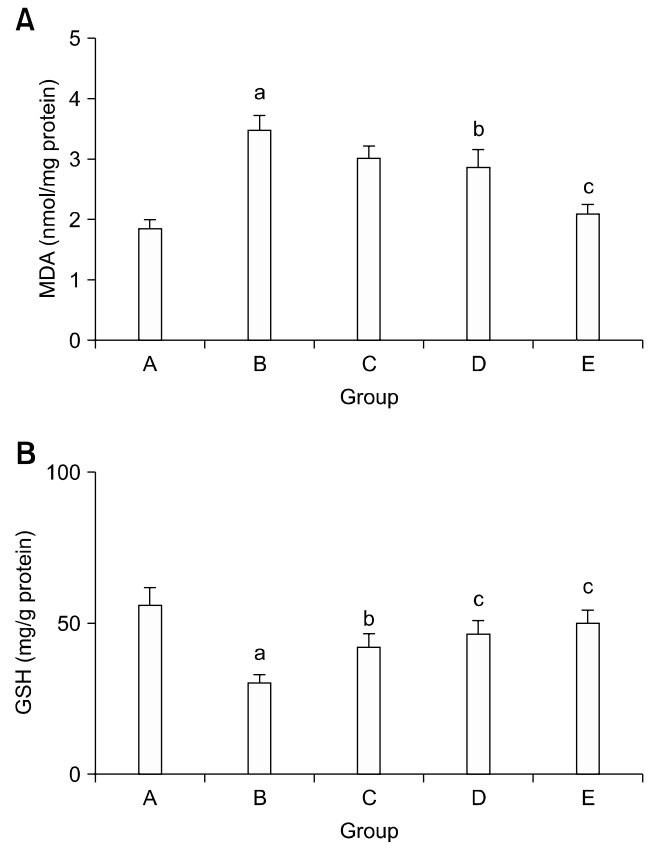 A
MDA (nmol/mg protein)
5
4
3
2
1
0
a
b
c
A B C D E
Group
B
GSH (mg/g protein)
100
50
0
a
b
c
c
A B C D E
Group